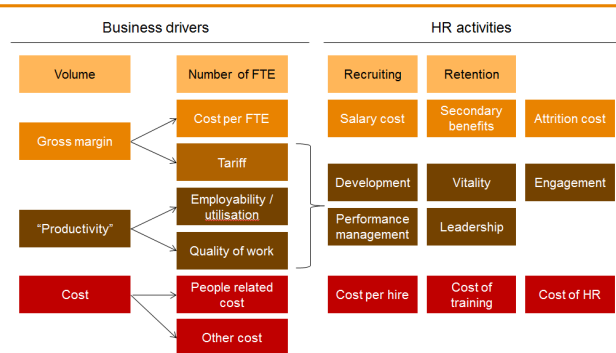 Business drivers
HR activities
Volume
Number of FTE
Recruiting
Retention
Gross margin
Cost per FTE
Salary cost
Secondary
benefits
Attrition cost
Tariff
"Productivity"
Employability /
utilisation
Quality of work
Development
Vitality
Engagement
Performance
management
Leadership
Cost
People related
cost
Other cost
Cost per hire
Cost of
training
Cost of HR